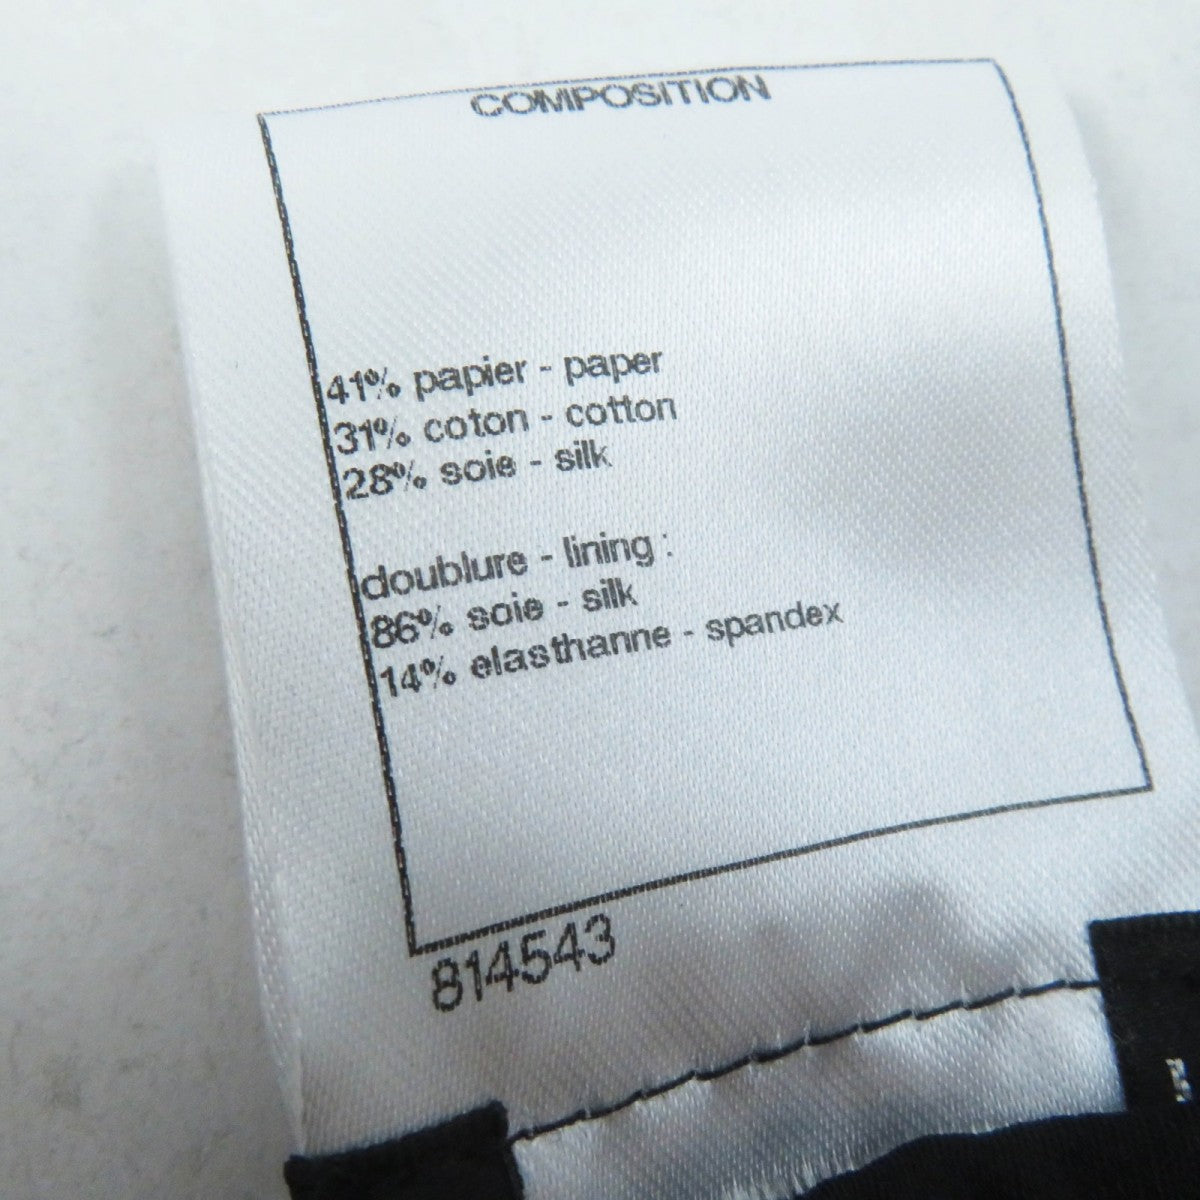 COMPOSITION
41% papier - paper
31% coton - cotton
28% soie - silk
doublure - lining :
86% soie - silk
14% elasthanne - spandex
814543